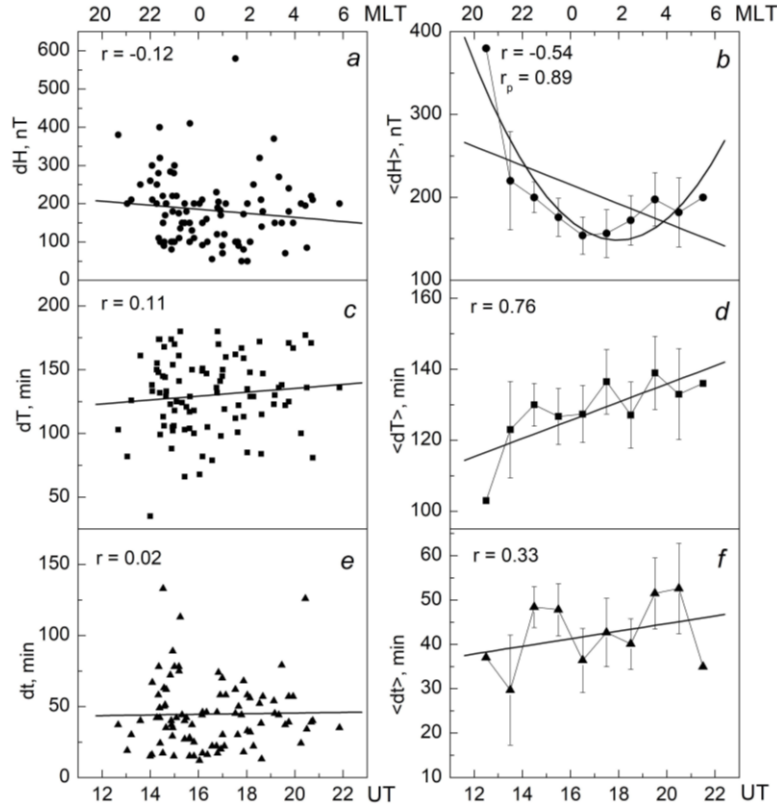 20 22 0 2 4 6 MLT
20 22 0 2 4 6 MLT
r = -0.12
a
600
500
400
300
200
100
0
dH, nT
r = -0.54
r_p = 0.89
b
400
300
200
100
<dH>, nT
r = 0.11
c
200
150
100
50
dT, min
r = 0.76
d
160
140
120
100
<dT>, min
r = 0.02
e
150
100
50
0
dt, min
r = 0.33
f
60
50
40
30
20
10
<dt>, min
12 14 16 18 20 22 UT
12 14 16 18 20 22 UT